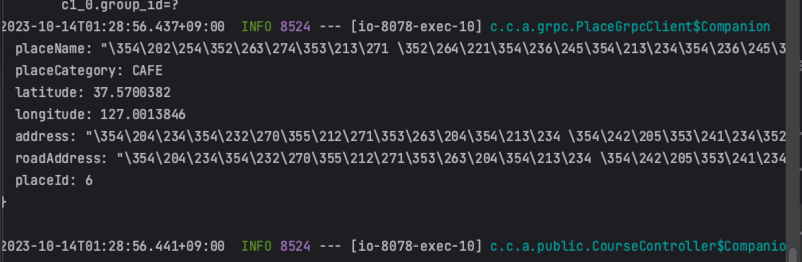 c1_0.group_id=?
2023-10-14T01:28:56.437+09:00  INFO 8524 --- [io-8078-exec-10] c.c.a.grpc.PlaceGrpcClient$Companion
placeName: "\354\202\254\352\263\274\353\213\271 \352\264\221\354\236\245\354\213\234\354\236\245\3
placeCategory: CAFE
latitude: 37.5700382
longitude: 127.0013846
address: "\354\204\234\354\232\270\355\212\271\353\263\204\354\213\234 \354\242\205\353\241\234\352
roadAddress: "\354\204\234\354\232\270\355\212\271\353\263\204\354\213\234 \354\242\205\353\241\234
placeId: 6
}
2023-10-14T01:28:56.441+09:00  INFO 8524 --- [io-8078-exec-10] c.c.a.public.CourseController$Companio